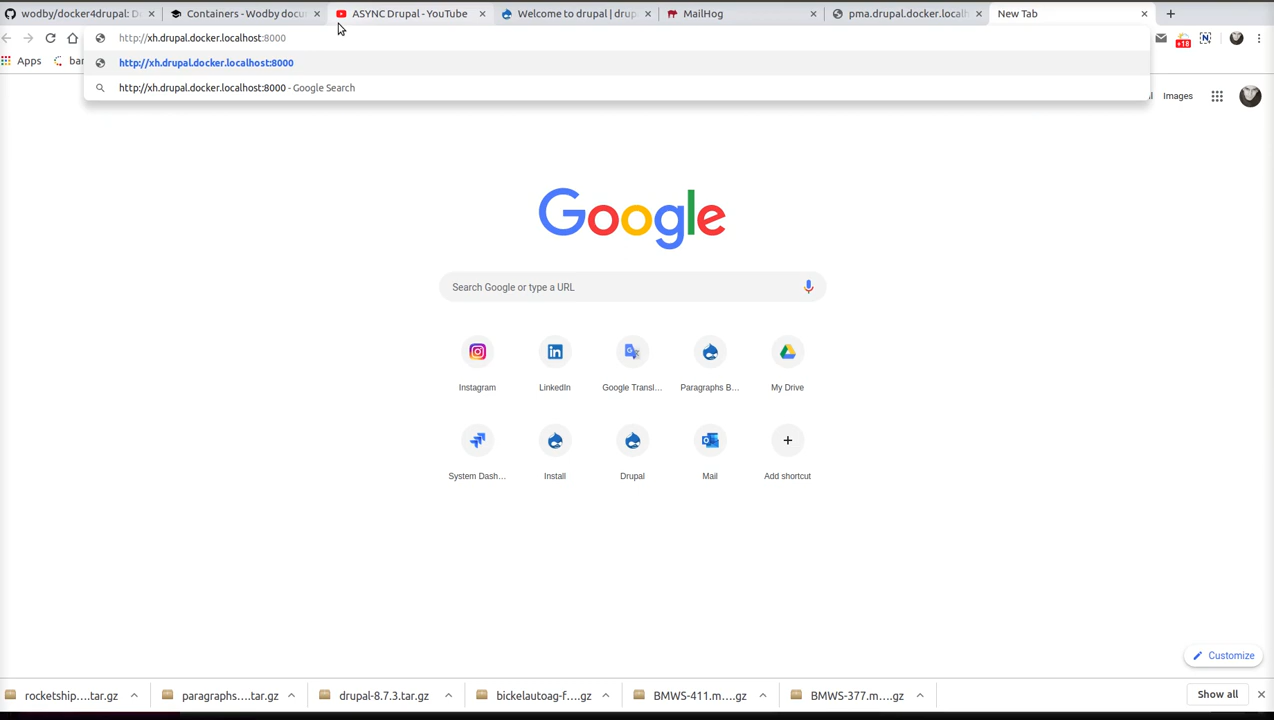 wodby/docker4drupal: D
Containers - Wodby docu
ASYNC Drupal - YouTube
Welcome to drupal | drup
MailHog
pma.drupal.docker.localh
New Tab
http://xh.drupal.docker.localhost:8000
http://xh.drupal.docker.localhost:8000
http://xh.drupal.docker.localhost:8000 - Google Search
+18
Apps
bar
Images
Google
Search Google or type a URL
Instagram
LinkedIn
Google Transl...
Paragraphs B...
My Drive
System Dash...
Install
Drupal
Mail
Add shortcut
Customize
rocketship....tar.gz
paragraphs....tar.gz
drupal-8.7.3.tar.gz
bickelautoag-f....gz
BMWS-411.m....gz
BMWS-377.m....gz
Show all